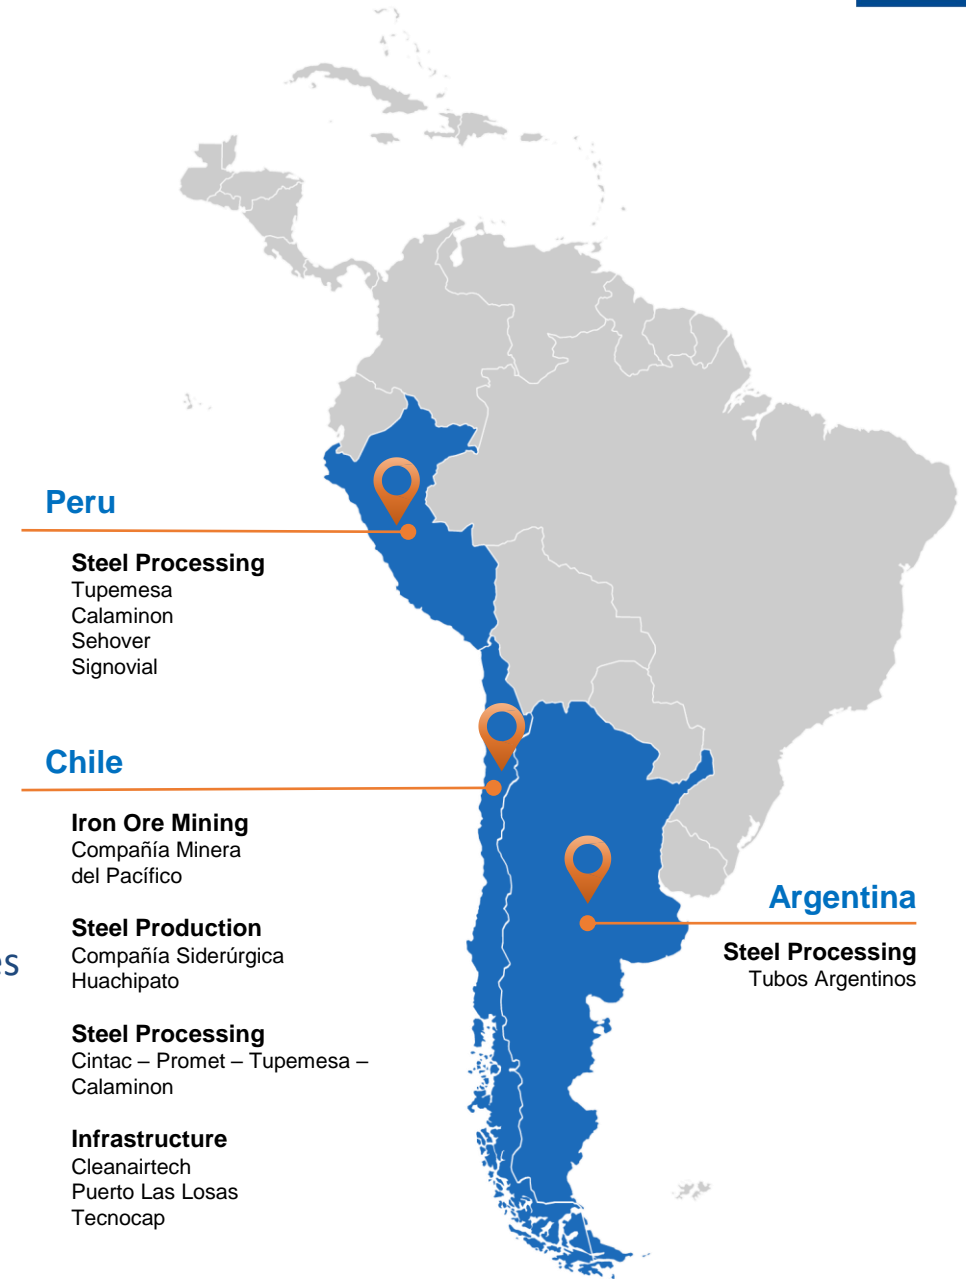 Peru
Steel Processing
Tupemesa
Calaminon
Sehover
Signovial
Chile
Iron Ore Mining
Compañía Minera
del Pacífico
Steel Production
Compañía Siderúrgica
Huachipato
Steel Processing
Cintac – Promet – Tupemesa –
Calaminon
Infrastructure
Cleanairtech
Puerto Las Losas
Tecnocap
Argentina
Steel Processing
Tubos Argentinos